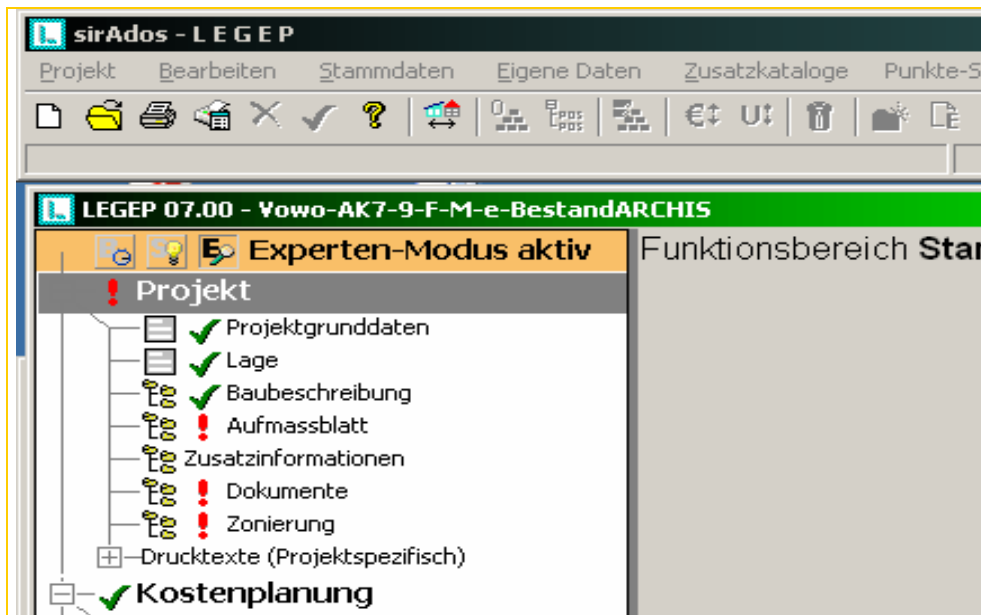 sirAdos - L E G E P
Projekt Bearbeiten Stammdaten Eigene Daten Zusatzkataloge Punkte-S
LEGEP 07.00 - Vowo-AK7-9-F-M-e-BestandARCHIS
Experten-Modus aktiv
Funktionsbereich Star
Projekt
Projektgrunddaten
Lage
Baubeschreibung
Aufmassblatt
Zusatzinformationen
Dokumente
Zonierung
Drucktexte (Projektspezifisch)
Kostenplanung